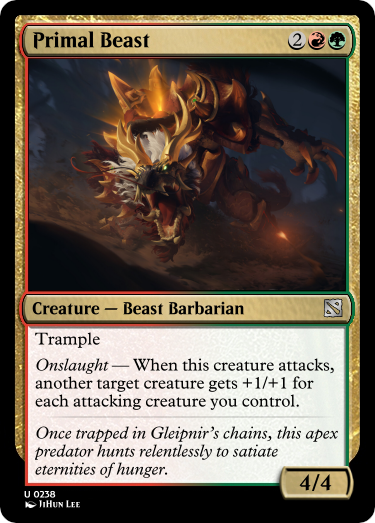 Primal Beast 2
Creature — Beast Barbarian
Trample
Onslaught — When this creature attacks,
another target creature gets +1/+1 for
each attacking creature you control.
Once trapped in Gleipnir's chains, this apex
predator hunts relentlessly to satiate
eternities of hunger.
4/4
U 0238
JiHun Lee